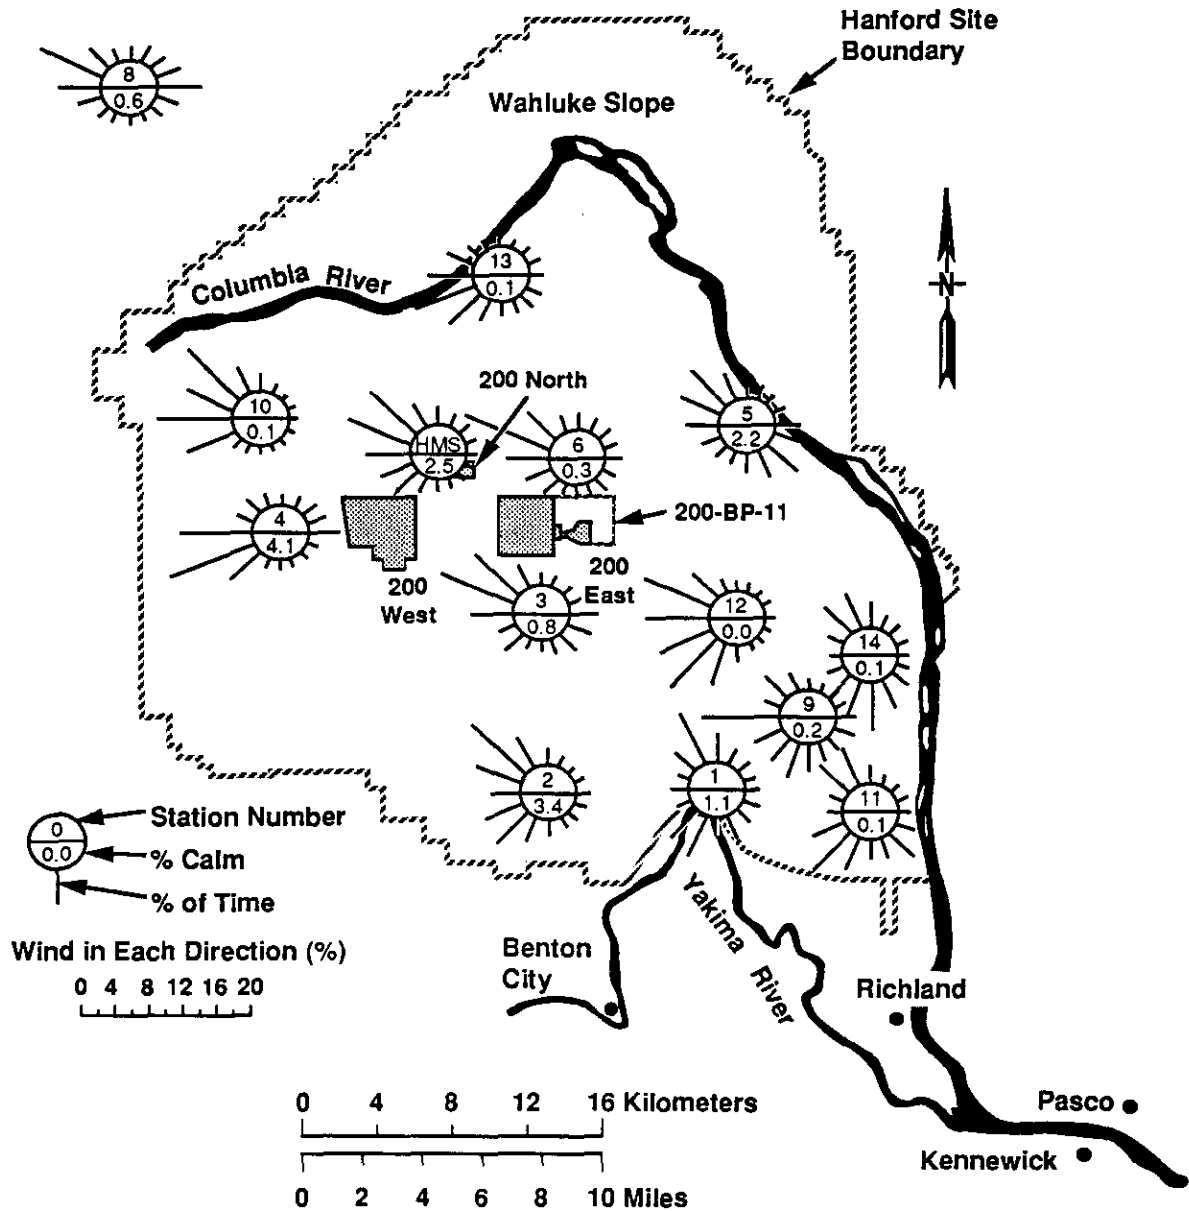 Hanford Site
Boundary
8
0.6
Wahluke Slope
13
0.1
Columbia River
N
200 North
10
0.1
HMS
2.5
6
0.3
5
2.2
200-BP-11
4
4.1
200
West
200
East
3
0.8
12
0.0
14
0.1
9
0.2
2
3.4
1
1.1
11
0.1
0
0.0
Station Number
% Calm
% of Time
Wind in Each Direction (%)
0 4 8 12 16 20
Benton
City
Yakima River
Richland
0 4 8 12 16 Kilometers
0 2 4 6 8 10 Miles
Pasco
Kennewick